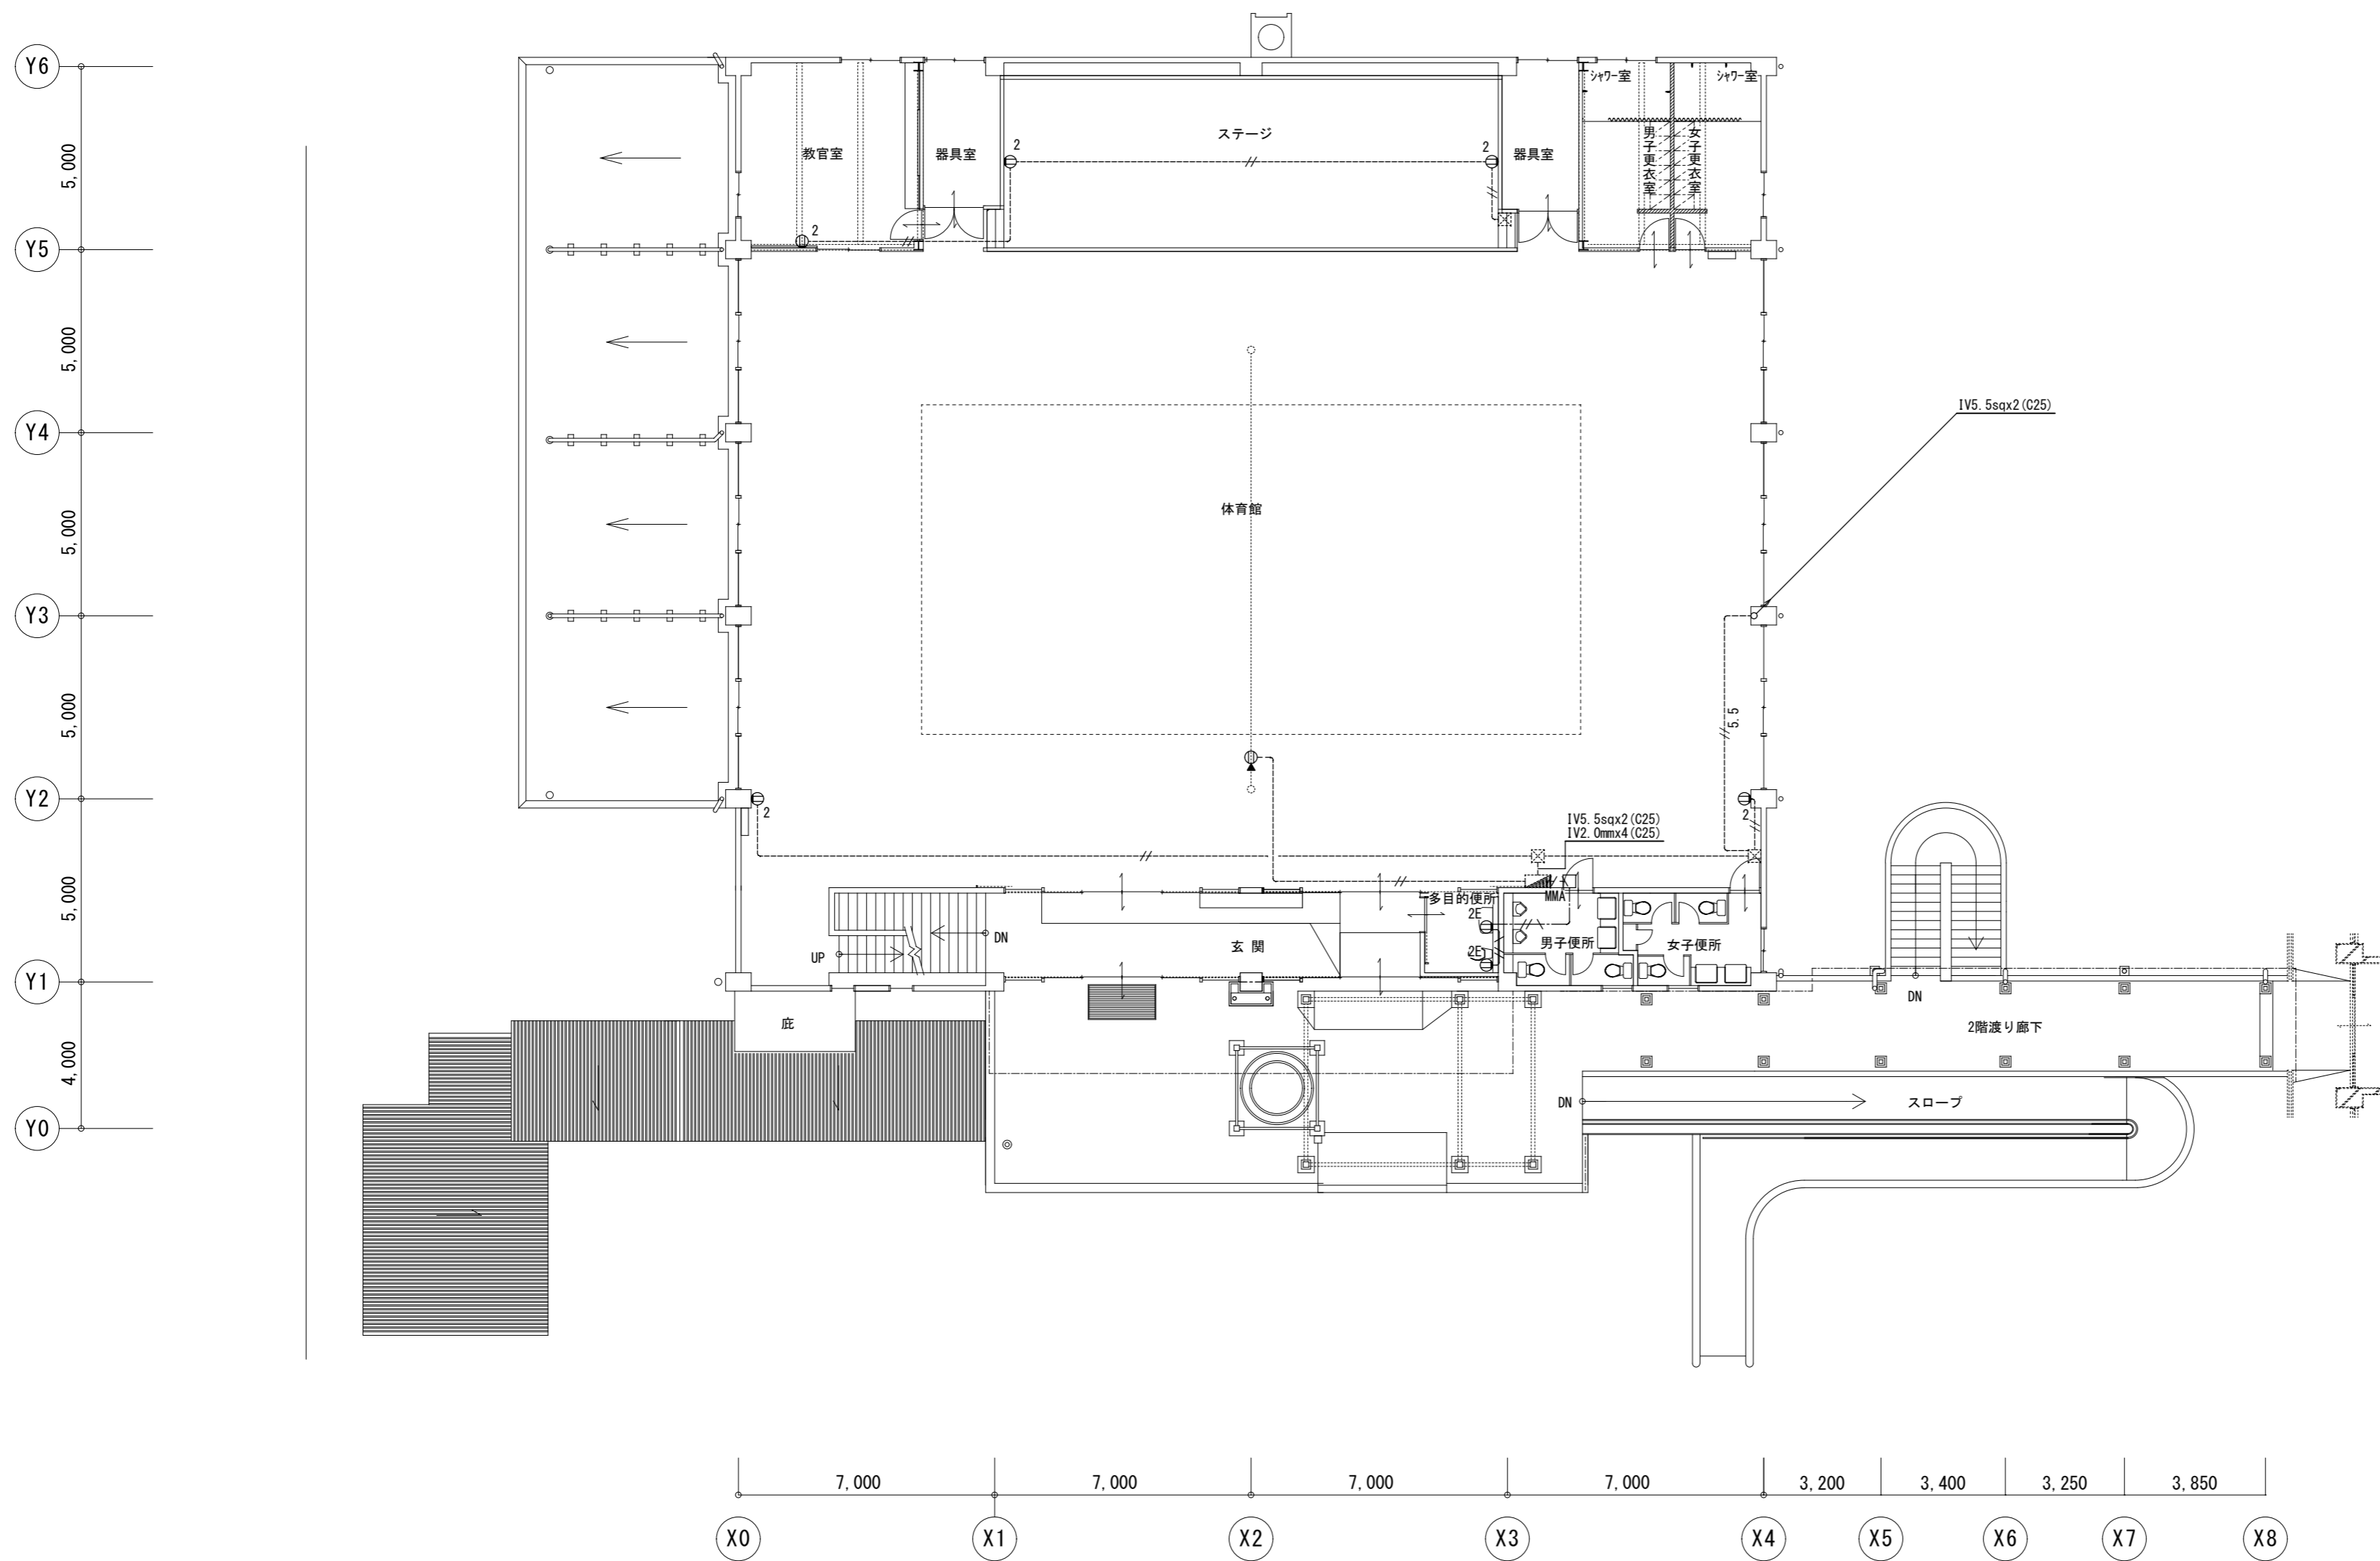 Y6
5,000
Y5
5,000
Y4
5,000
Y3
5,000
Y2
5,000
Y1
4,000
Y0
教官室
器具室
ステージ
器具室
シャワー室
シャワー室
男子更衣室
女子更衣室
2
2
2
体育館
IV5.5sqx2(C25)
5.5
2
2
IV5.5sqx2(C25)
IV2.0mmx4(C25)
MMA
多目的便所
2E
2E
男子便所
女子便所
玄関
UP
DN
庇
DN
2階渡り廊下
DN
スロープ
7,000
7,000
7,000
7,000
3,200
3,400
3,250
3,850
X0
X1
X2
X3
X4
X5
X6
X7
X8